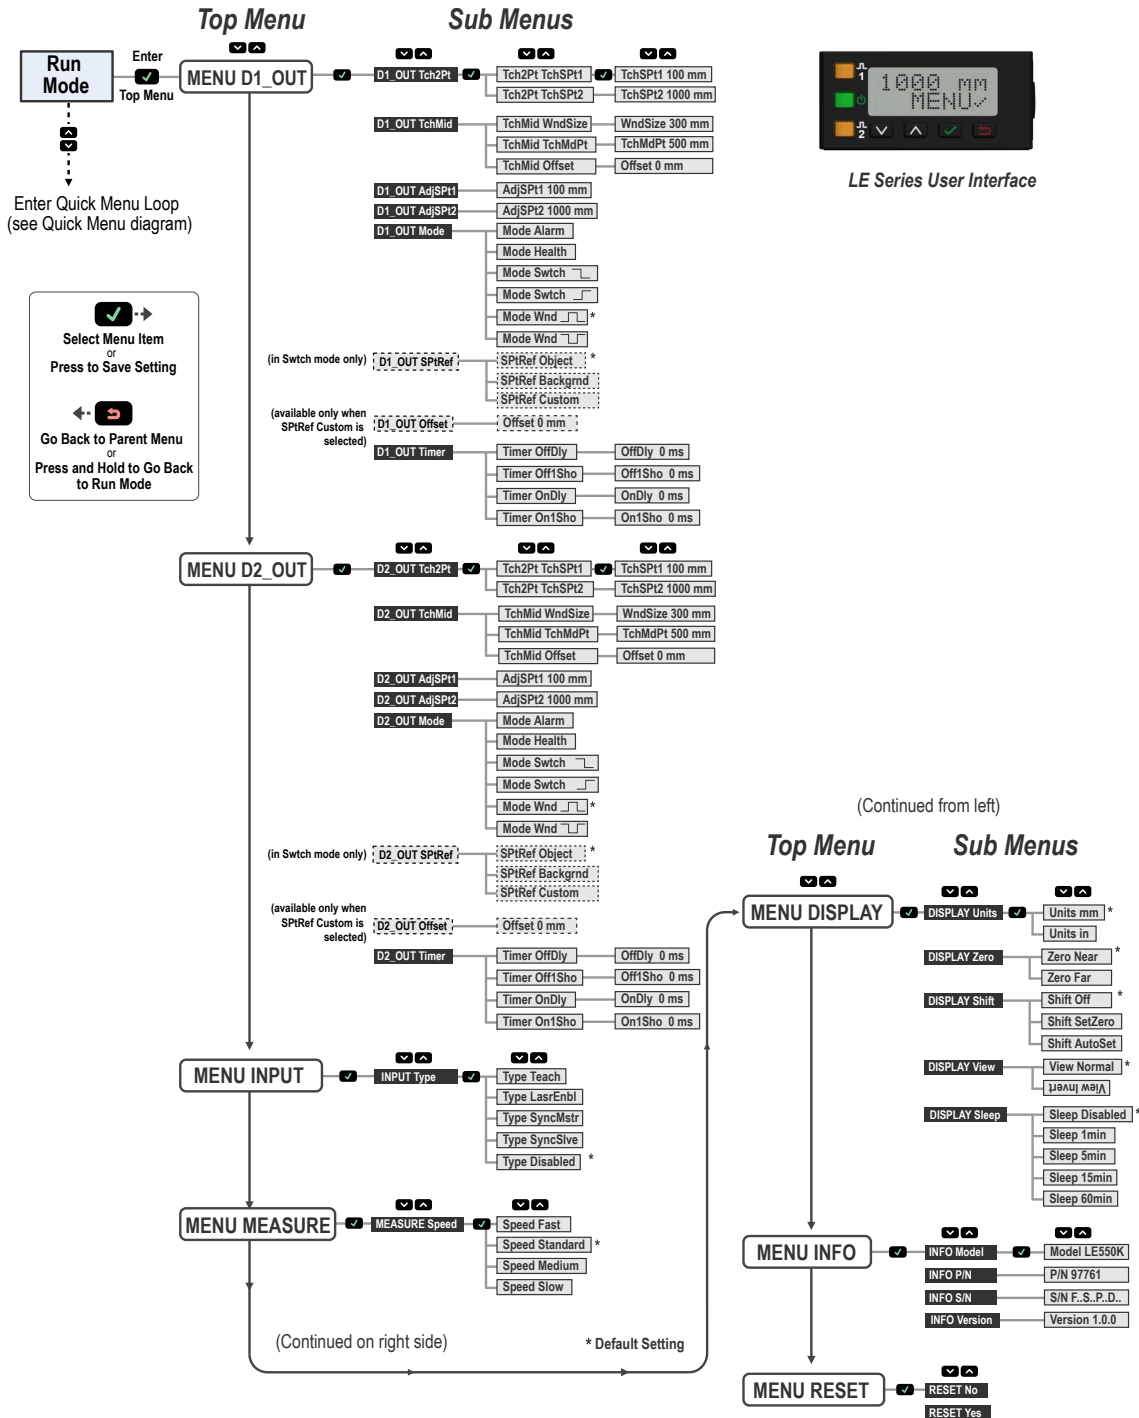 Top Menu
Sub Menus
Run Mode
Enter
Top Menu
Enter Quick Menu Loop
(see Quick Menu diagram)
Select Menu Item
or
Press to Save Setting
Go Back to Parent Menu
or
Press and Hold to Go Back
to Run Mode
1000 mm
MENU✓
1
2
LE Series User Interface
MENU D1_OUT
D1_OUT Tch2Pt
Tch2Pt TchSPt1
TchSPt1 100 mm
Tch2Pt TchSPt2
TchSPt2 1000 mm
D1_OUT TchMid
TchMid WndSize
WndSize 300 mm
TchMid TchMdPt
TchMdPt 500 mm
TchMid Offset
Offset 0 mm
D1_OUT AdjSPt1
AdjSPt1 100 mm
D1_OUT AdjSPt2
AdjSPt2 1000 mm
D1_OUT Mode
Mode Alarm
Mode Health
Mode Swtch
Mode Swtch
Mode Wnd *
Mode Wnd
(in Swtch mode only)
D1_OUT SPtRef
SPtRef Object *
SPtRef Backgrnd
SPtRef Custom
(available only when
SPtRef Custom is
selected)
D1_OUT Offset
Offset 0 mm
D1_OUT Timer
Timer OffDly
OffDly 0 ms
Timer Off1Sho
Off1Sho 0 ms
Timer OnDly
OnDly 0 ms
Timer On1Sho
On1Sho 0 ms
MENU D2_OUT
D2_OUT Tch2Pt
Tch2Pt TchSPt1
TchSPt1 100 mm
Tch2Pt TchSPt2
TchSPt2 1000 mm
D2_OUT TchMid
TchMid WndSize
WndSize 300 mm
TchMid TchMdPt
TchMdPt 500 mm
TchMid Offset
Offset 0 mm
D2_OUT AdjSPt1
AdjSPt1 100 mm
D2_OUT AdjSPt2
AdjSPt2 1000 mm
D2_OUT Mode
Mode Alarm
Mode Health
Mode Swtch
Mode Swtch
Mode Wnd *
Mode Wnd
(in Swtch mode only)
D2_OUT SPtRef
SPtRef Object *
SPtRef Backgrnd
SPtRef Custom
(available only when
SPtRef Custom is
selected)
D2_OUT Offset
Offset 0 mm
D2_OUT Timer
Timer OffDly
OffDly 0 ms
Timer Off1Sho
Off1Sho 0 ms
Timer OnDly
OnDly 0 ms
Timer On1Sho
On1Sho 0 ms
MENU INPUT
INPUT Type
Type Teach
Type LasrEnbl
Type SyncMstr
Type SyncSlve
Type Disabled *
MENU MEASURE
MEASURE Speed
Speed Fast
Speed Standard *
Speed Medium
Speed Slow
(Continued on right side)
* Default Setting
(Continued from left)
Top Menu
Sub Menus
MENU DISPLAY
DISPLAY Units
Units mm *
Units in
DISPLAY Zero
Zero Near *
Zero Far
DISPLAY Shift
Shift Off *
Shift SetZero
Shift AutoSet
DISPLAY View
View Normal *
View Invert
DISPLAY Sleep
Sleep Disabled *
Sleep 1min
Sleep 5min
Sleep 15min
Sleep 60min
MENU INFO
INFO Model
Model LE550K
INFO P/N
P/N 97761
INFO S/N
S/N F..S..P..D..
INFO Version
Version 1.0.0
MENU RESET
RESET No
RESET Yes